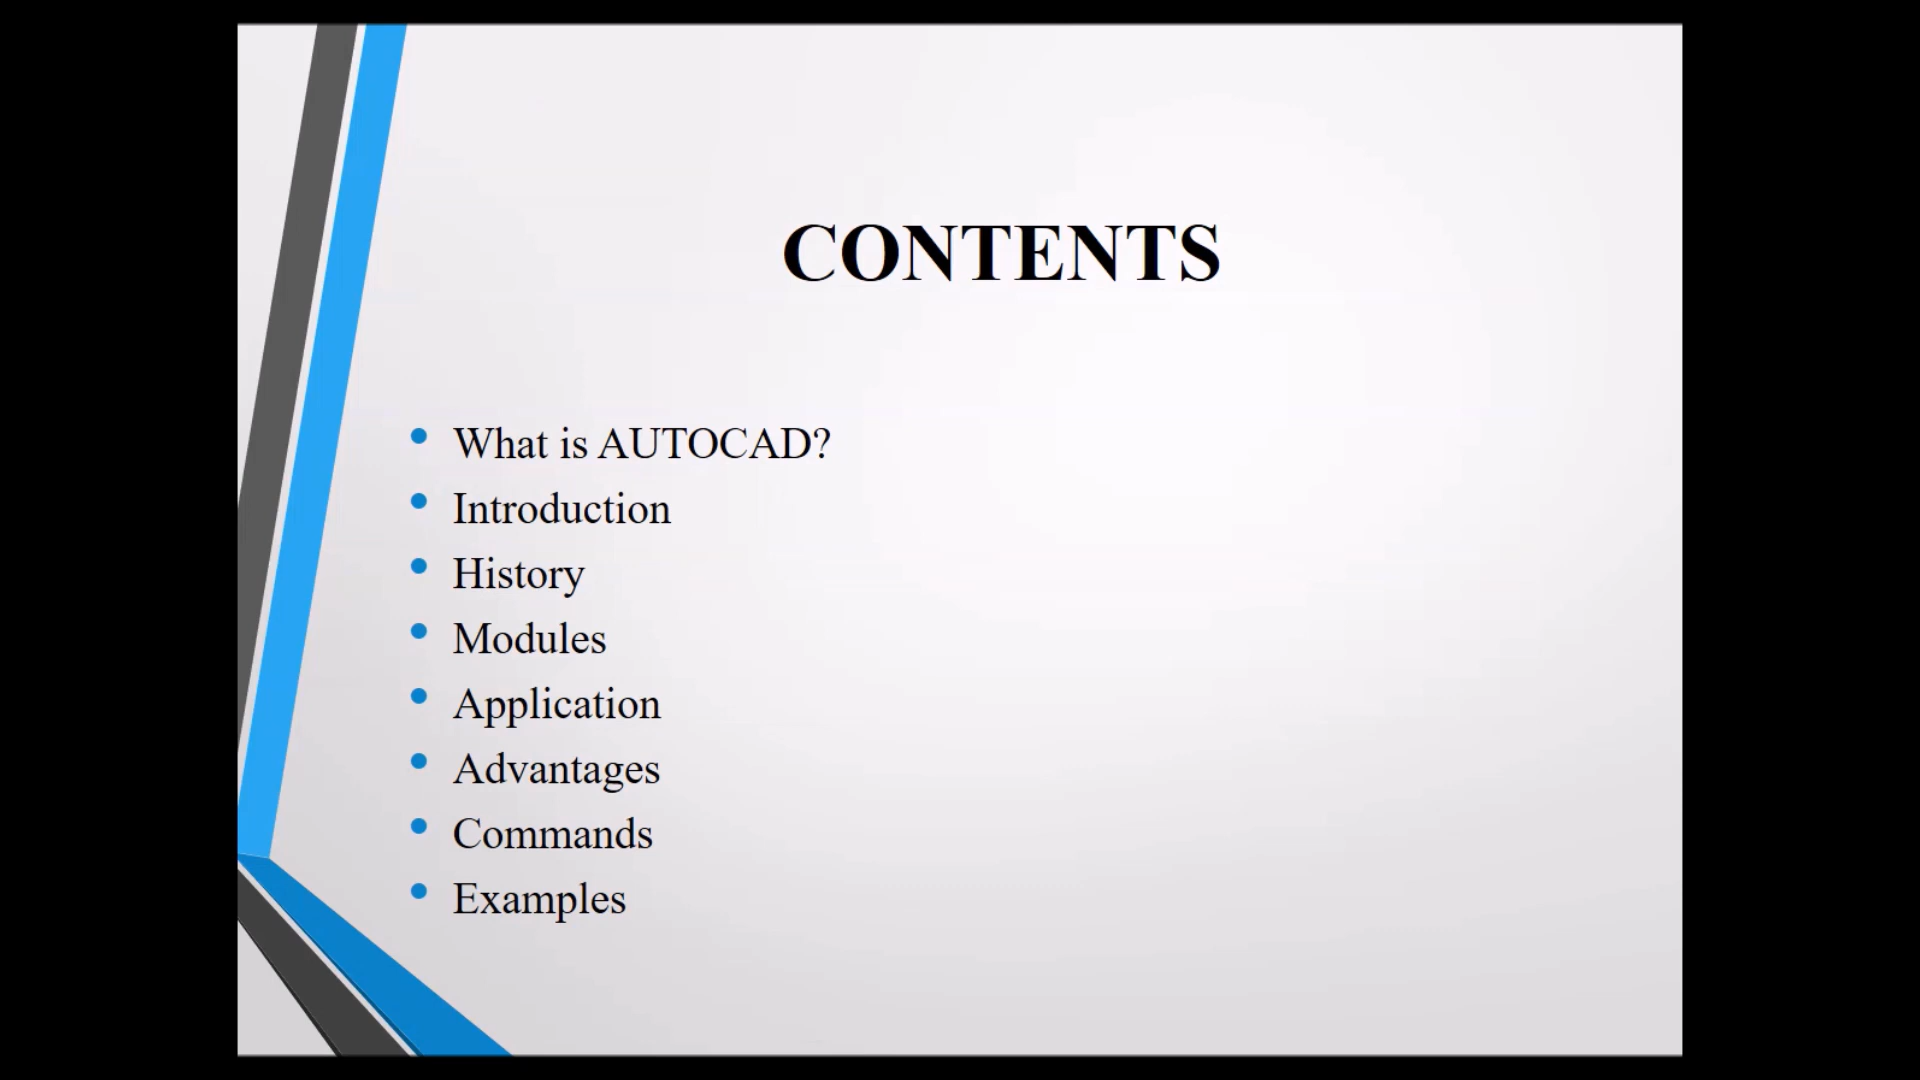 CONTENTS
What is AUTOCAD?
Introduction
History
Modules
Application
Advantages
Commands
Examples